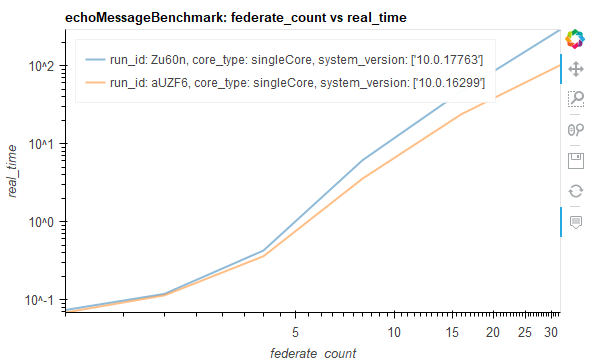 echoMessageBenchmark: federate_count vs real_time
run_id: Zu60n, core_type: singleCore, system_version: ['10.0.17763']
run_id: aUZF6, core_type: singleCore, system_version: ['10.0.16299']
10^2
10^1
10^0
10^-1
real_time
5 10 15 20 25 30
federate_count